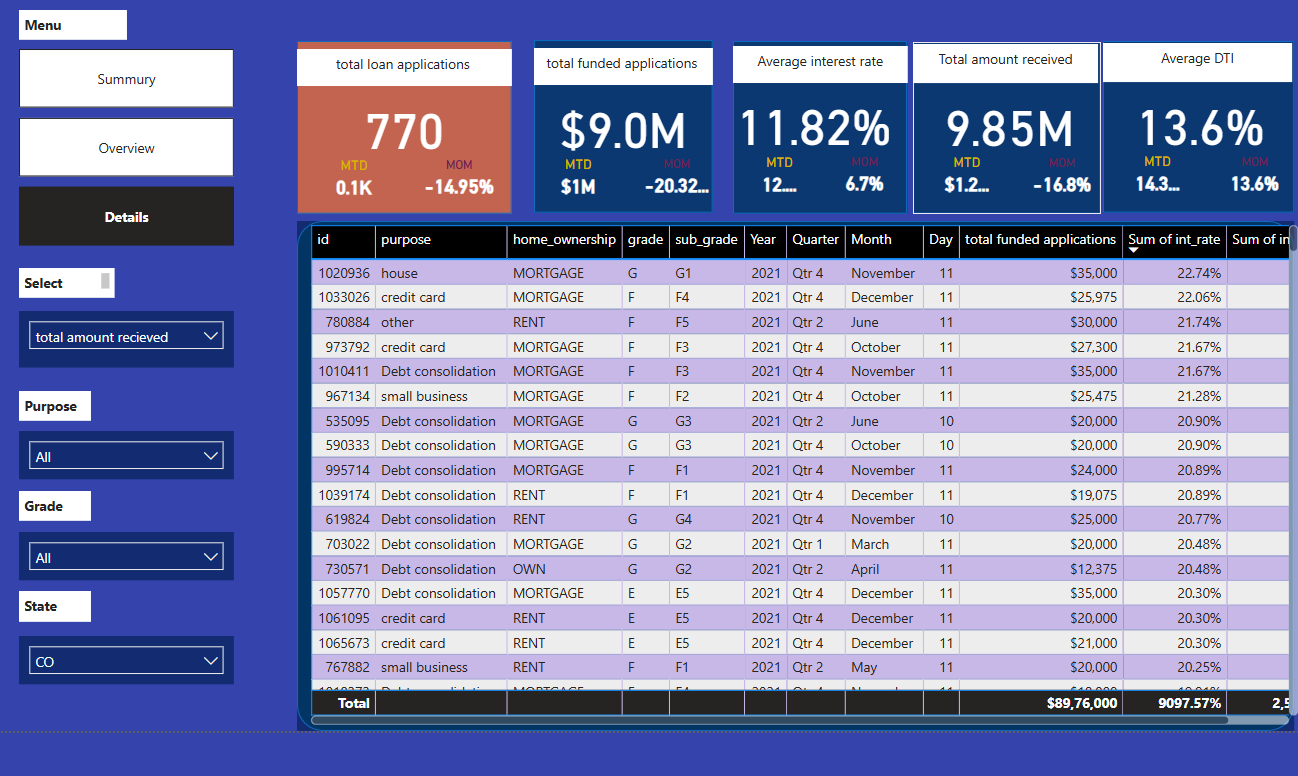 Menu
Summury
Overview
Details
Select
total amount recieved
Purpose
All
Grade
All
State
CO
total loan applications
770
MTD MOM
0.1K -14.95%
total funded applications
$9.0M
MTD MOM
$1M -20.32...
Average interest rate
11.82%
MTD MOM
12.... 6.7%
Total amount received
9.85M
MTD MOM
$1.2... -16.8%
Average DTI
13.6%
MTD MOM
14.3... 13.6%
id purpose home_ownership grade sub_grade Year Quarter Month Day total funded applications Sum of int_rate Sum of in
1020936 house MORTGAGE G G1 2021 Qtr 4 November 11 $35,000 22.74%
1033026 credit card MORTGAGE F F4 2021 Qtr 4 December 11 $25,975 22.06%
780884 other RENT F F5 2021 Qtr 2 June 11 $30,000 21.74%
973792 credit card MORTGAGE F F3 2021 Qtr 4 October 11 $27,300 21.67%
1010411 Debt consolidation MORTGAGE F F3 2021 Qtr 4 November 11 $35,000 21.67%
967134 small business MORTGAGE F F2 2021 Qtr 4 October 11 $25,475 21.28%
535095 Debt consolidation MORTGAGE G G3 2021 Qtr 2 June 10 $20,000 20.90%
590333 Debt consolidation MORTGAGE G G3 2021 Qtr 4 October 10 $20,000 20.90%
995714 Debt consolidation MORTGAGE F F1 2021 Qtr 4 November 11 $24,000 20.89%
1039174 Debt consolidation RENT F F1 2021 Qtr 4 December 11 $19,075 20.89%
619824 Debt consolidation RENT G G4 2021 Qtr 4 November 10 $25,000 20.77%
703022 Debt consolidation MORTGAGE G G2 2021 Qtr 1 March 11 $20,000 20.48%
730571 Debt consolidation OWN G G2 2021 Qtr 2 April 11 $12,375 20.48%
1057770 Debt consolidation MORTGAGE E E5 2021 Qtr 4 December 11 $35,000 20.30%
1061095 credit card RENT E E5 2021 Qtr 4 December 11 $20,000 20.30%
1065673 credit card RENT E E5 2021 Qtr 4 December 11 $21,000 20.30%
767882 small business RENT F F1 2021 Qtr 2 May 11 $20,000 20.25%
Total $89,76,000 9097.57% 2,5